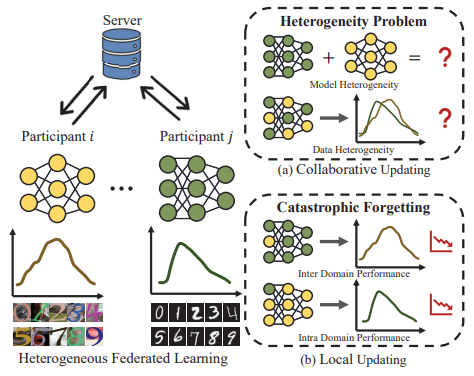 Server
Participant i
Participant j
...
0 1 2 3 4
5 6 7 8 9
Heterogeneous Federated Learning
Heterogeneity Problem
+
=
?
Model Heterogeneity
?
Data Heterogeneity
(a) Collaborative Updating
Catastrophic Forgetting
Inter Domain Performance
Intra Domain Performance
(b) Local Updating